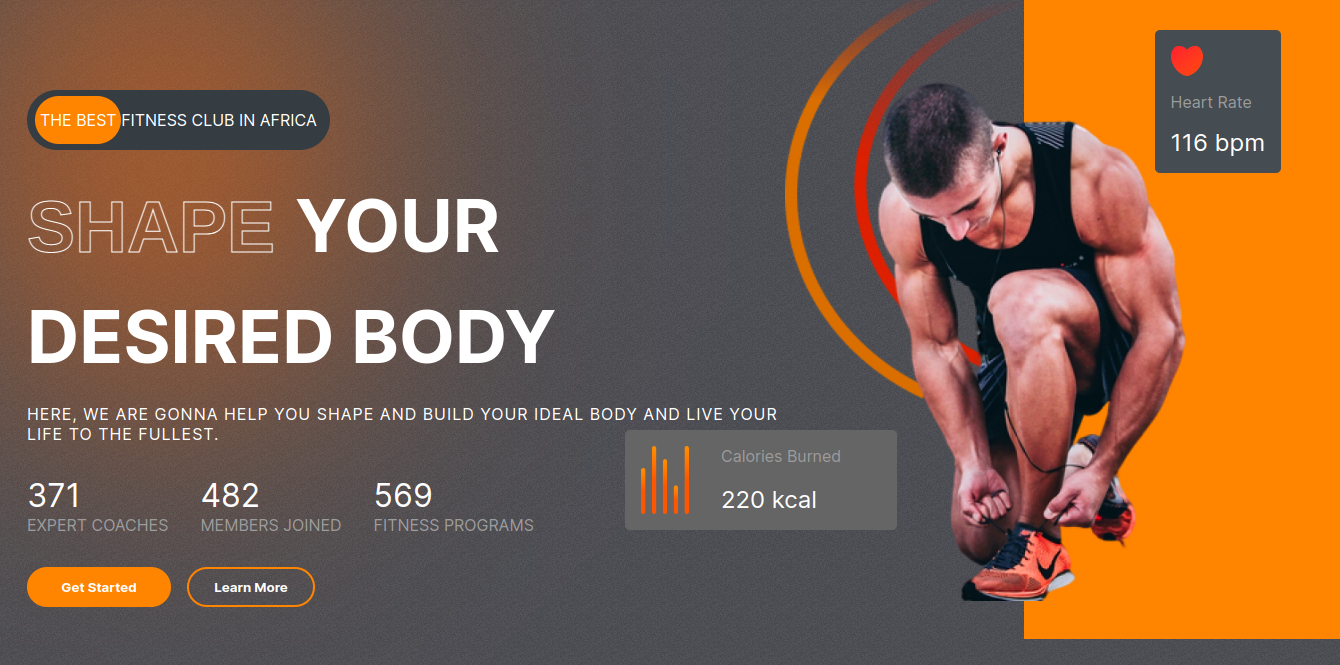 THE BEST FITNESS CLUB IN AFRICA
SHAPE YOUR
DESIRED BODY
HERE, WE ARE GONNA HELP YOU SHAPE AND BUILD YOUR IDEAL BODY AND LIVE YOUR
LIFE TO THE FULLEST.
371 482 569
EXPERT COACHES MEMBERS JOINED FITNESS PROGRAMS
Get Started Learn More
Heart Rate
116 bpm
Calories Burned
220 kcal